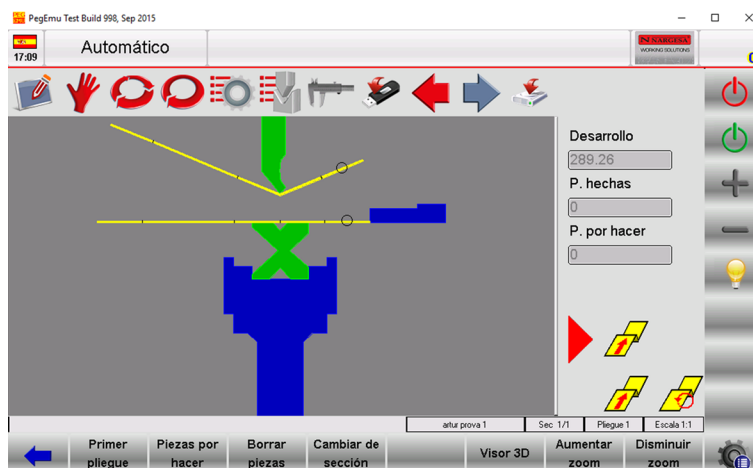 PegEmu Test Build 998, Sep 2015
17:09
Automático
NARGESA
WORKING SOLUTIONS
Desarrollo
289.26
P. hechas
0
P. por hacer
0
artur prova 1
Sec 1/1
Pliegue 1
Escala 1:1
Primer
pliegue
Piezas por
hacer
Borrar
piezas
Cambiar de
sección
Visor 3D
Aumentar
zoom
Disminuir
zoom